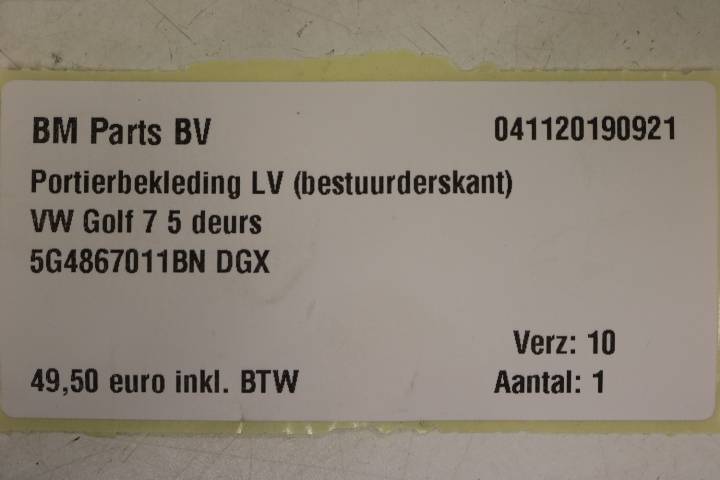 BM Parts BV 041120190921
Portierbekleding LV (bestuurderskant)
VW Golf 7 5 deurs
5G4867011BN DGX
Verz: 10
49,50 euro inkl. BTW Aantal: 1